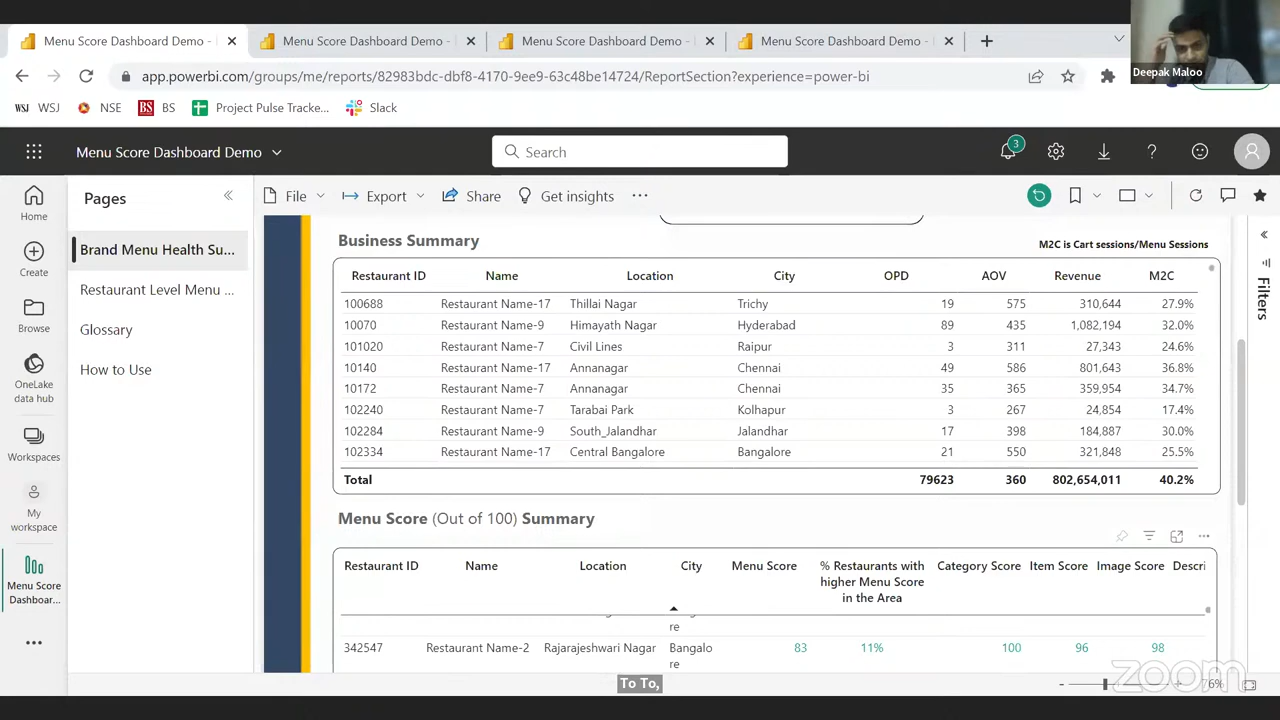 Menu Score Dashboard Demo - Menu Score Dashboard Demo - Menu Score Dashboard Demo - Menu Score Dashboard Demo -
Deepak Maloo
app.powerbi.com/groups/me/reports/82983bdc-dbf8-4170-9ee9-63c48be14724/ReportSection?experience=power-bi
WSJ WSJ NSE BS BS Project Pulse Tracke... Slack
Menu Score Dashboard Demo Search 3
Pages File Export Share Get insights ...
Home
Create
Browse
OneLake
data hub
Workspaces
My
workspace
Menu Score
Dashboar...
Brand Menu Health Su...
Restaurant Level Menu ...
Glossary
How to Use
Business Summary M2C is Cart sessions/Menu Sessions
Restaurant ID Name Location City OPD AOV Revenue M2C
100688 Restaurant Name-17 Thillai Nagar Trichy 19 575 310,644 27.9%
10070 Restaurant Name-9 Himayath Nagar Hyderabad 89 435 1,082,194 32.0%
101020 Restaurant Name-7 Civil Lines Raipur 3 311 27,343 24.6%
10140 Restaurant Name-17 Annanagar Chennai 49 586 801,643 36.8%
10172 Restaurant Name-7 Annanagar Chennai 35 365 359,954 34.7%
102240 Restaurant Name-7 Tarabai Park Kolhapur 3 267 24,854 17.4%
102284 Restaurant Name-9 South_Jalandhar Jalandhar 17 398 184,887 30.0%
102334 Restaurant Name-17 Central Bangalore Bangalore 21 550 321,848 25.5%
Total 79623 360 802,654,011 40.2%
Menu Score (Out of 100) Summary
Restaurant ID Name Location City Menu Score % Restaurants with Category Score Item Score Image Score Descri
higher Menu Score
in the Area
re
342547 Restaurant Name-2 Rajarajeshwari Nagar Bangalo 83 11% 100 96 98
re
Filters
To To,
76%
zoom